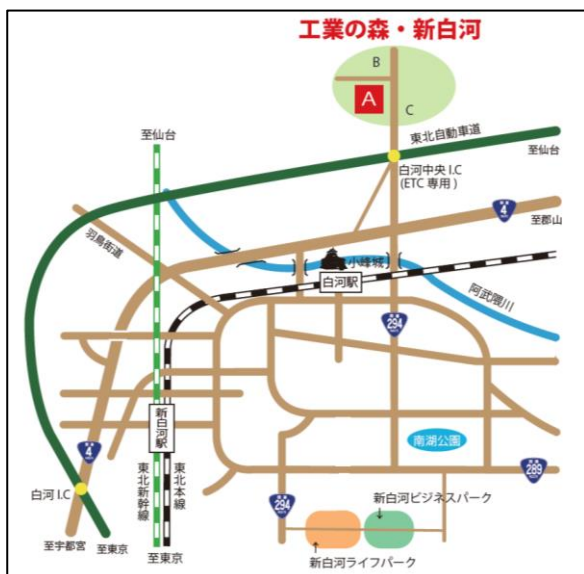 工業の森・新白河
B
A
C
至仙台
東北自動車道
至仙台
白河中央I.C
(ETC専用)
4
至郡山
羽鳥街道
小峰城
白河駅
阿武隈川
294
新白河駅
南湖公園
4
白河I.C
289
東北新幹線
東北本線
294
新白河ビジネスパーク
↓
至宇都宮
至東京
至東京
↑
新白河ライフパーク